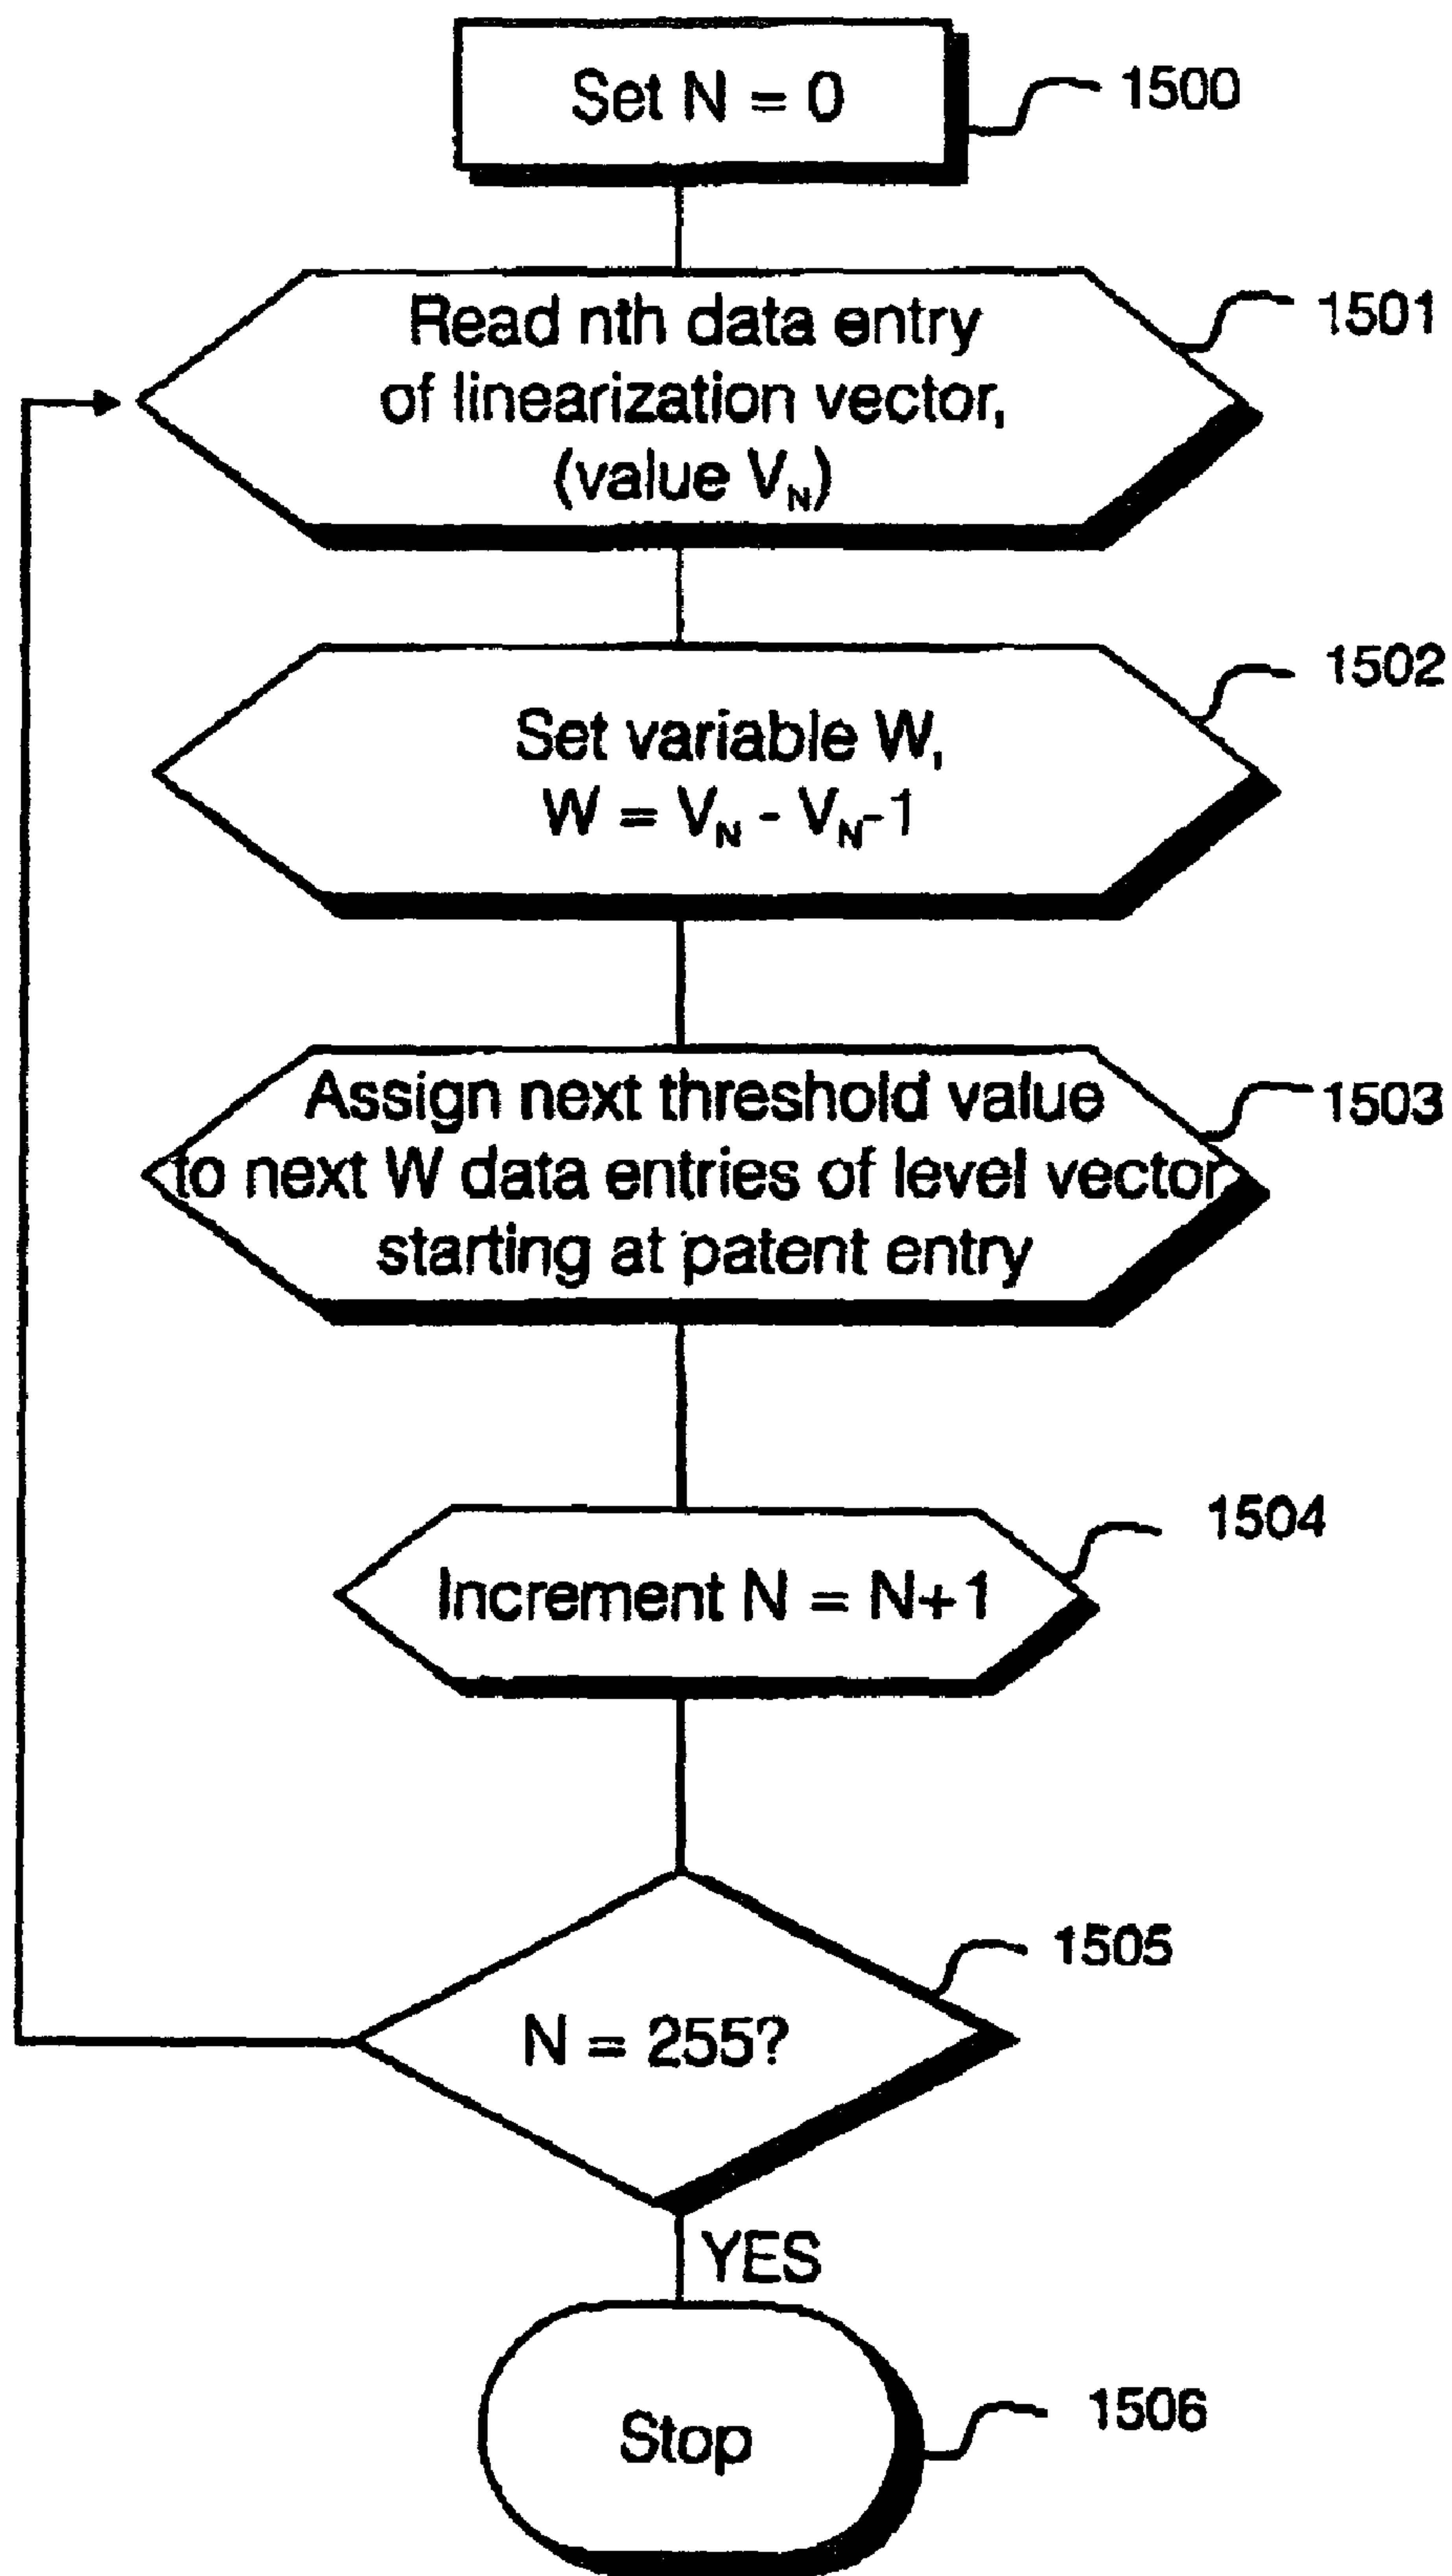 Set N = 0
1500
Read nth data entry
of linearization vector,
(value V_N)
1501
Set variable W,
W = V_N - V_N-1
1502
Assign next threshold value
to next W data entries of level vector
starting at patent entry
1503
Increment N = N+1
1504
N = 255?
1505
YES
Stop
1506